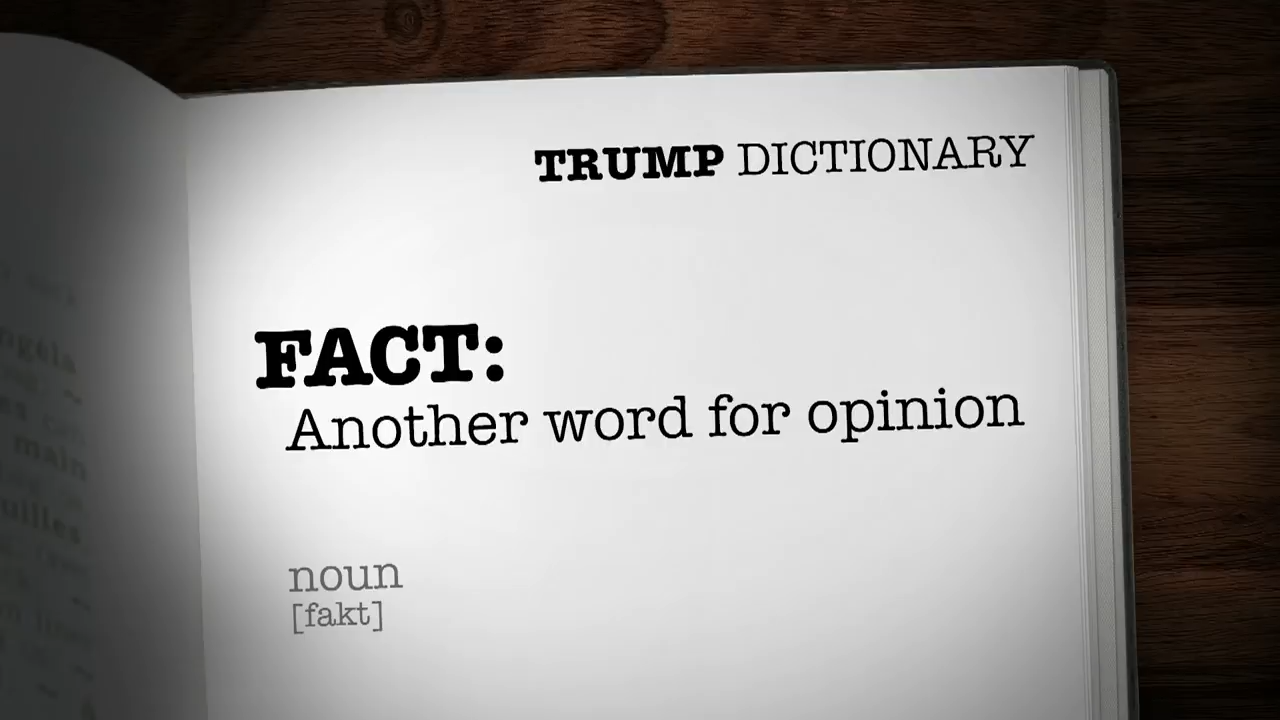 TRUMP DICTIONARY
FACT:
Another word for opinion
noun
[fakt]